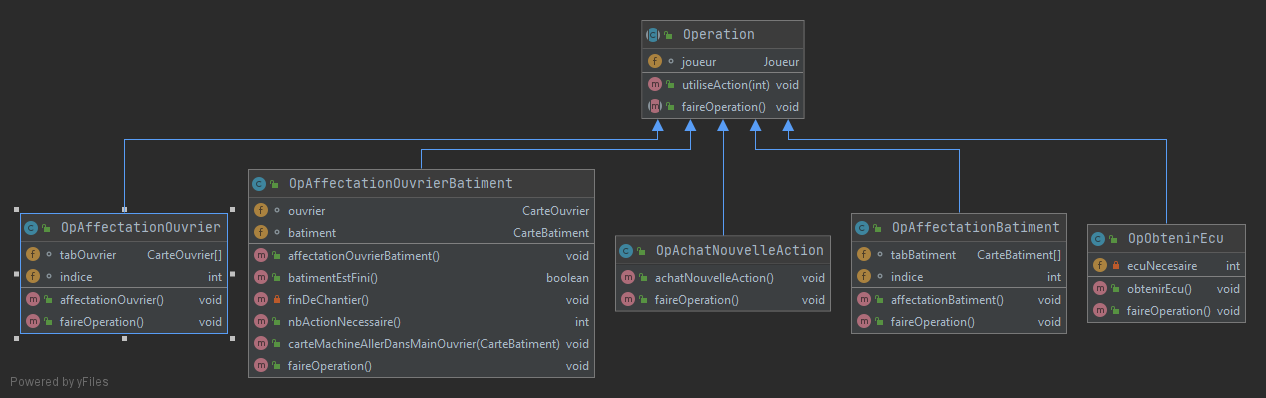 Operation
joueur Joueur
utiliseAction(int) void
faireOperation() void
OpAffectationOuvrier
tabOuvrier CarteOuvrier[]
indice int
affectationOuvrier() void
faireOperation() void
OpAffectationOuvrierBatiment
ouvrier CarteOuvrier
batiment CarteBatiment
affectationOuvrierBatiment() void
batimentEstFini() boolean
finDeChantier() void
nbActionNecessaire() int
carteMachineAllerDansMainOuvrier(CarteBatiment) void
faireOperation() void
OpAchatNouvelleAction
achatNouvelleAction() void
faireOperation() void
OpAffectationBatiment
tabBatiment CarteBatiment[]
indice int
affectationBatiment() void
faireOperation() void
OpObtenirEcu
ecuNecesaire int
obtenirEcu() void
faireOperation() void
Powered by yFiles